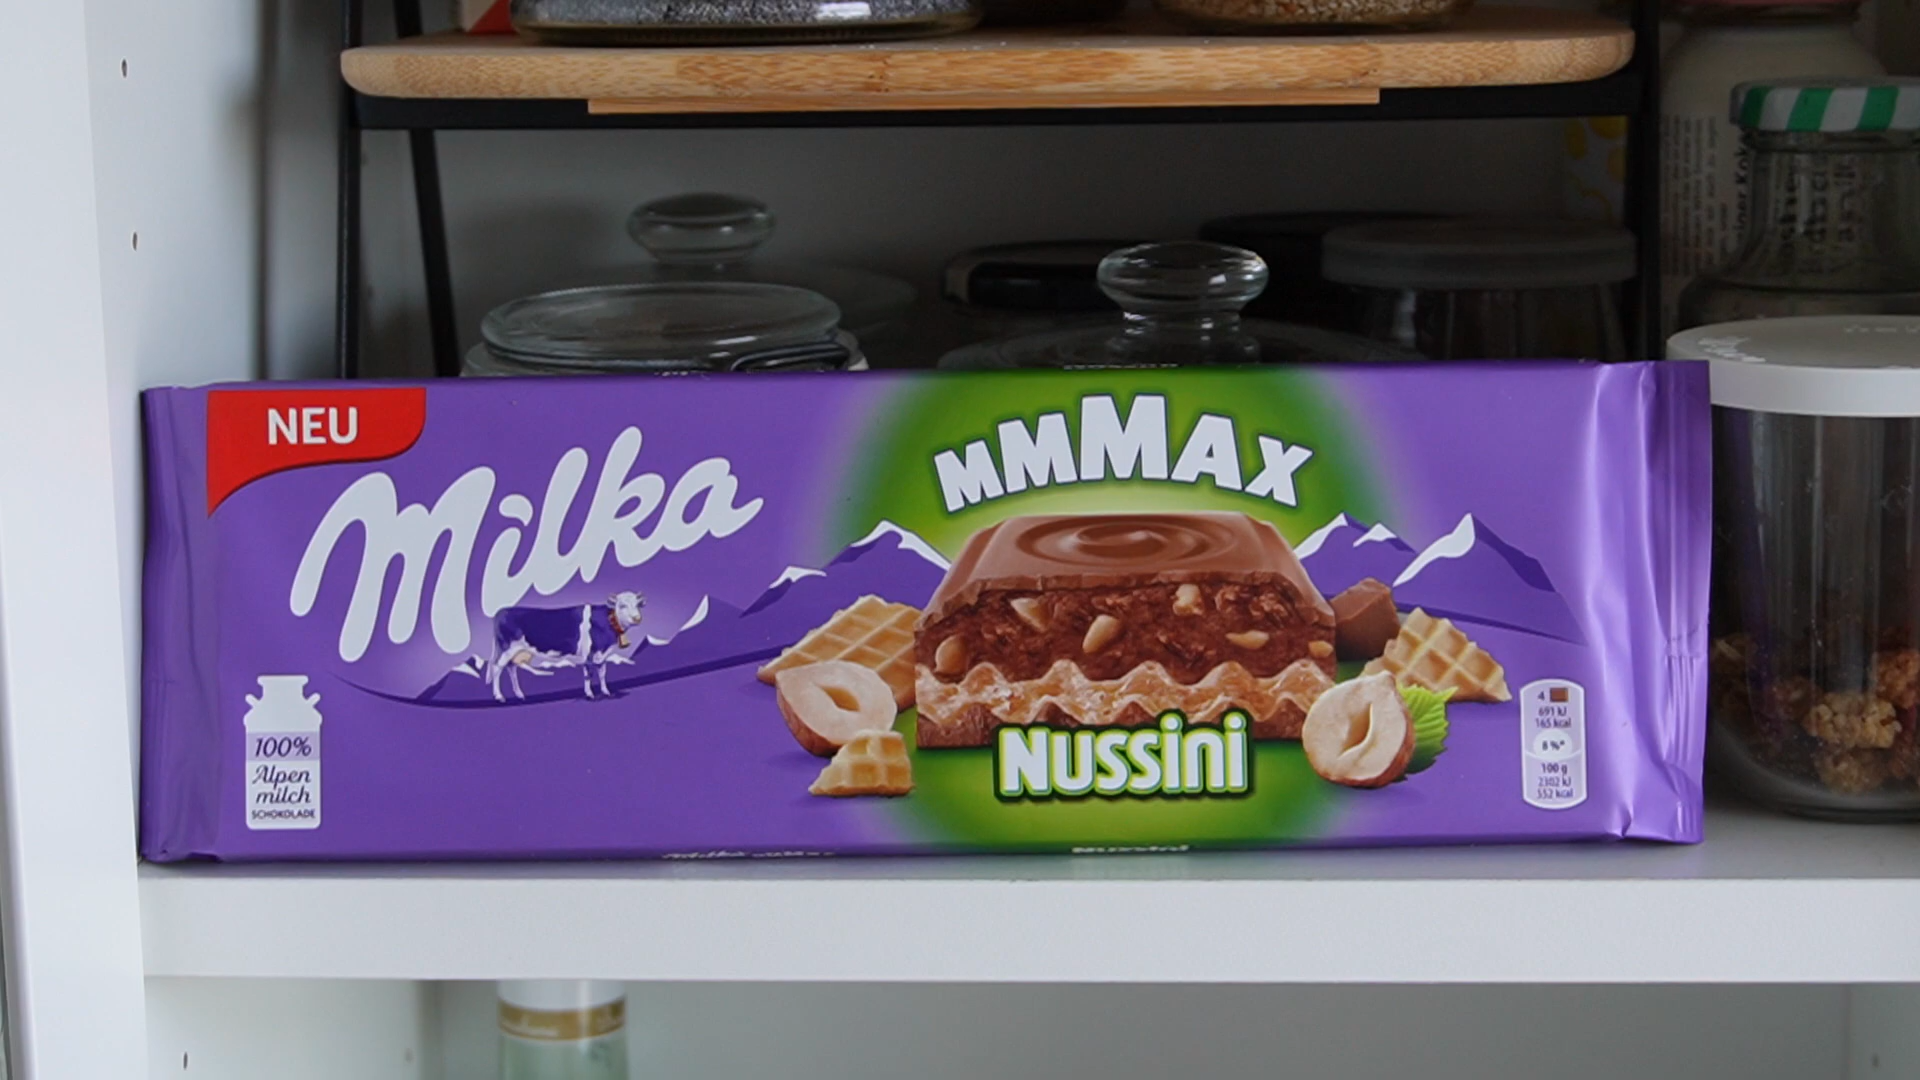 NEU
Milka
MMMAX
Nussini
100%
Alpen
milch
SCHOKOLADE
4
691 kJ
165 kcal
8 %*
100 g
2302 kJ
552 kcal
Nussini